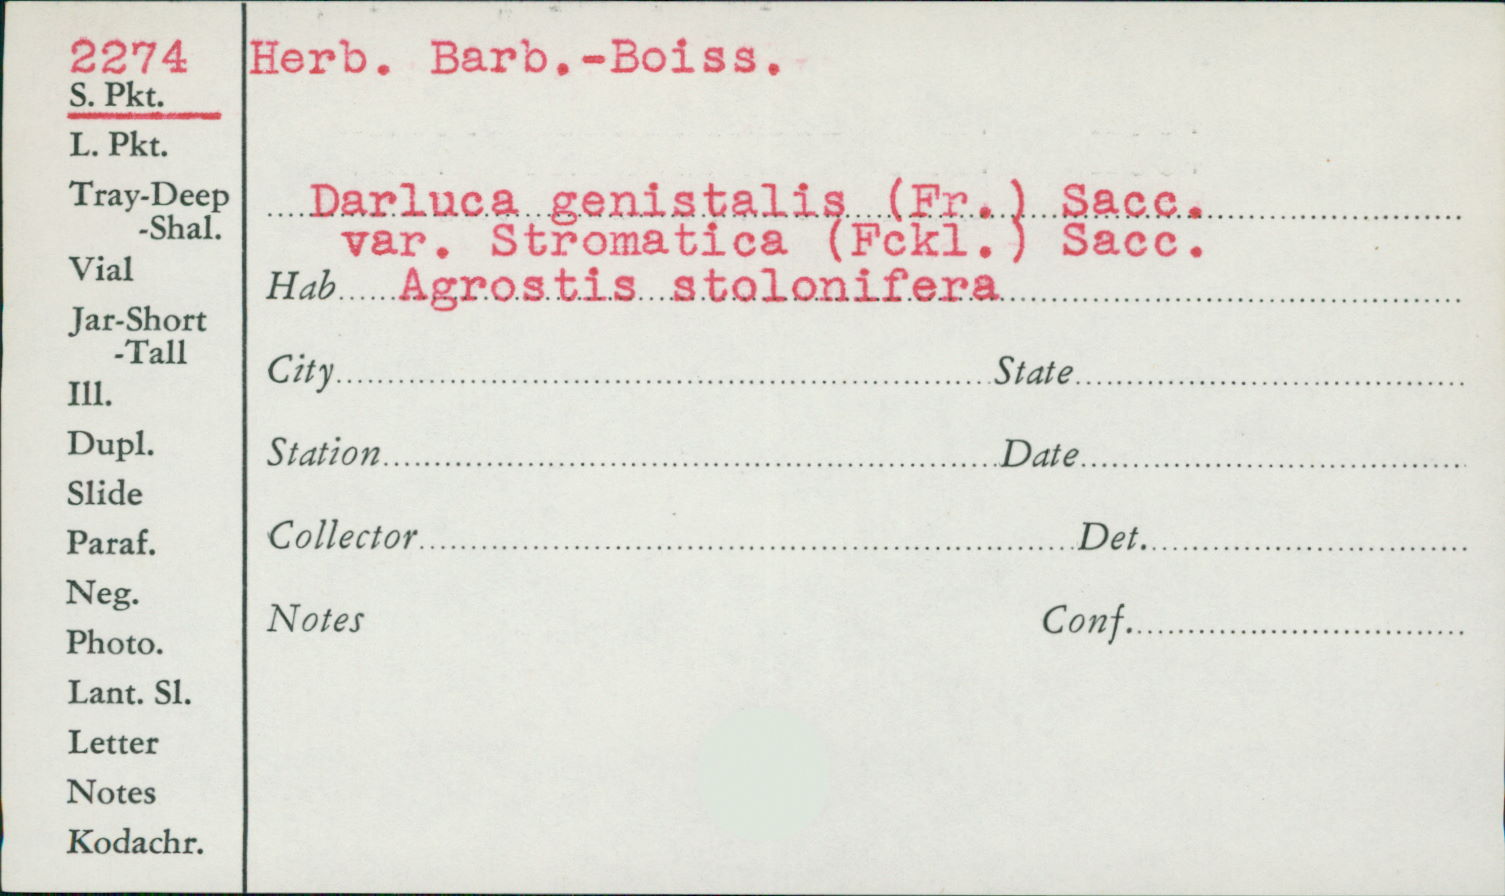 2274 Herb. Barb.-Boiss.
S. Pkt.
L. Pkt.
Tray-Deep
-Shal.
Darluca genistalis (Fr.) Sacc.
var. Stromatica (Fckl.) Sacc.
Vial
Hab Agrostis stolonifera
Jar-Short
-Tall
City State
Ill.
Dupl.
Station Date
Slide
Paraf.
Collector Det.
Neg.
Notes Conf.
Photo.
Lant. Sl.
Letter
Notes
Kodachr.